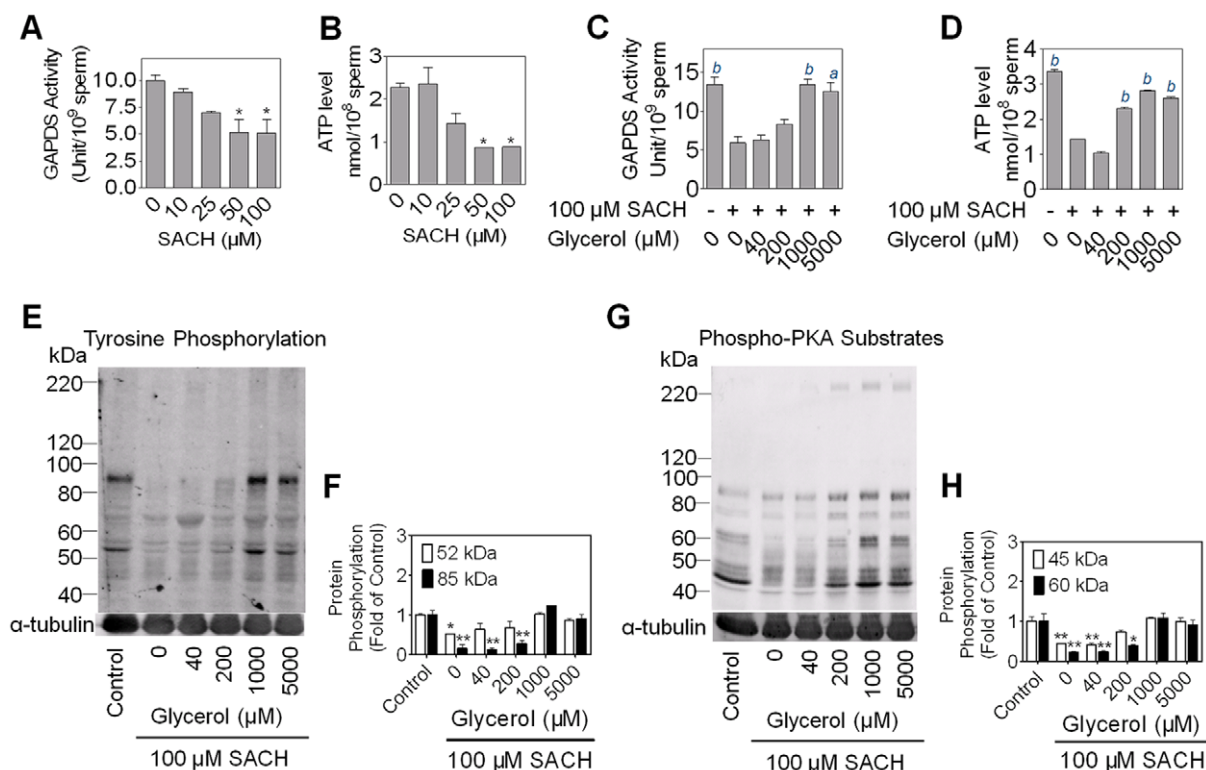 A
GAPDS Activity
(Unit/10⁹ sperm)
10.0
7.5
5.0
2.5
0.0
* *
0 10 25 50 100
SACH (µM)
B
ATP level
nmol/10⁸ sperm
3
2
1
0
* *
0 10 25 50 100
SACH (µM)
C
GAPDS Activity
Unit/10⁹ sperm
15
10
5
0
b b a
100 µM SACH - + + + + +
Glycerol (µM) 0 0 40 200 1000 5000
D
ATP level
nmol/10⁸ sperm
4
3
2
1
0
b b b b
100 µM SACH - + + + + +
Glycerol (µM) 0 0 40 200 1000 5000
E
Tyrosine Phosphorylation
kDa
220
120
100
80
60
50
40
α-tubulin
Control 0 40 200 1000 5000
Glycerol (µM)
100 µM SACH
F
Protein
Phosphorylation
(Fold of Control)
3
2
1
0
52 kDa
85 kDa
* ** ** **
Control 0 40 200 1000 5000
Glycerol (µM)
100 µM SACH
G
Phospho-PKA Substrates
kDa
220
120
100
80
60
50
40
α-tubulin
Control 0 40 200 1000 5000
Glycerol (µM)
100 µM SACH
H
Protein
Phosphorylation
(Fold of Control)
3
2
1
0
45 kDa
60 kDa
** ** ** ** *
Control 0 40 200 1000 5000
Glycerol (µM)
100 µM SACH